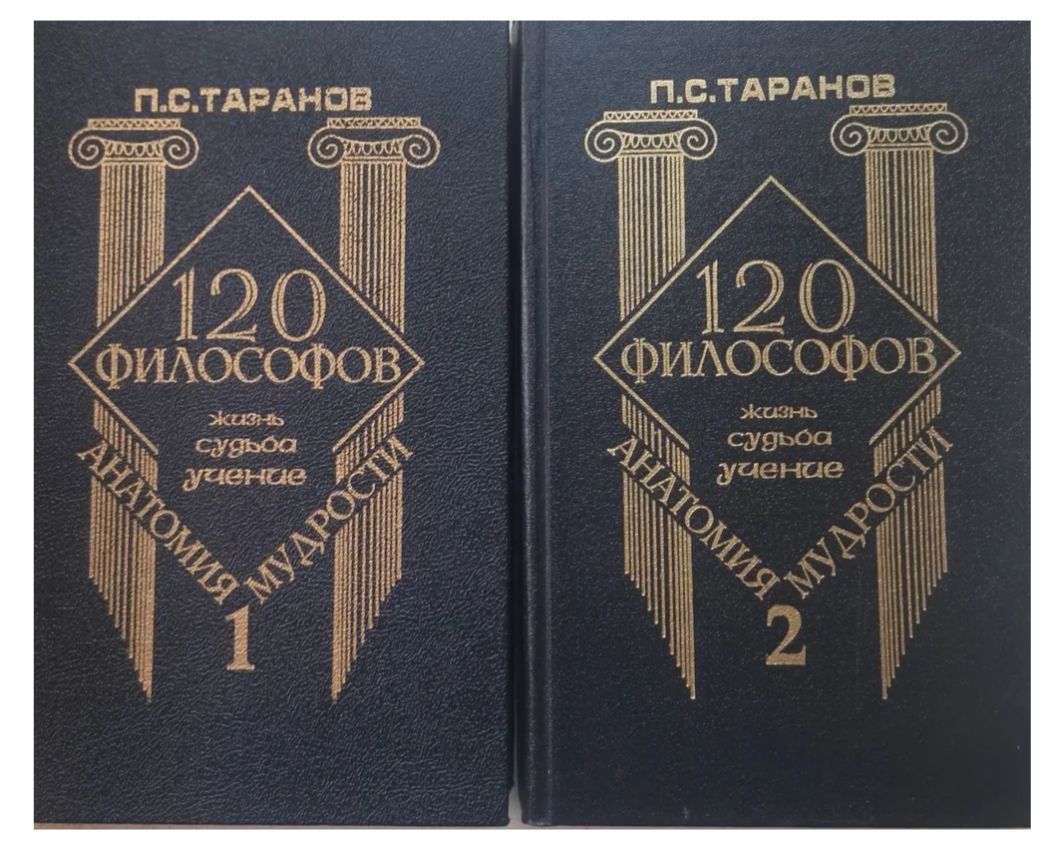 П.С.ТАРАНОВ
120
ФИЛОСОФОВ
жизнь
судьба
учение
АНАТОМИЯ
МУДРОСТИ
1
П.С.ТАРАНОВ
120
ФИЛОСОФОВ
жизнь
судьба
учение
АНАТОМИЯ
МУДРОСТИ
2